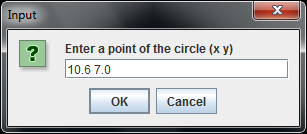 Input
Enter a point of the circle (x y)
10.6 7.0
OK Cancel